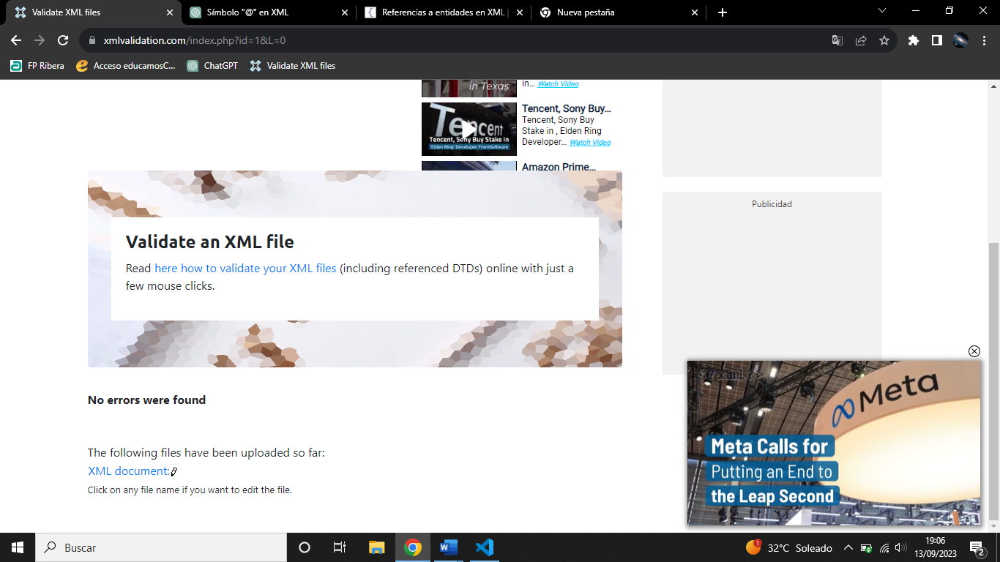 Validate XML files
Símbolo "@" en XML
Referencias a entidades en XML |
Nueva pestaña
xmlvalidation.com/index.php?id=1&L=0
FP Ribera
Acceso educamosC...
ChatGPT
Validate XML files
in Texas
in... Watch Video
Tencent
Tencent, Sony Buy Stake in
'Elden Ring' Developer FromSoftware
Tencent, Sony Buy...
Tencent, Sony Buy
Stake in , Elden Ring
Developer... Watch Video
Amazon Prime...
Publicidad
Validate an XML file
Read here how to validate your XML files (including referenced DTDs) online with just a
few mouse clicks.
No errors were found
The following files have been uploaded so far:
XML document:
Click on any file name if you want to edit the file.
Meta
Meta Calls for
Putting an End to
the Leap Second
Buscar
1
32°C Soleado
19:06
13/09/2023
2